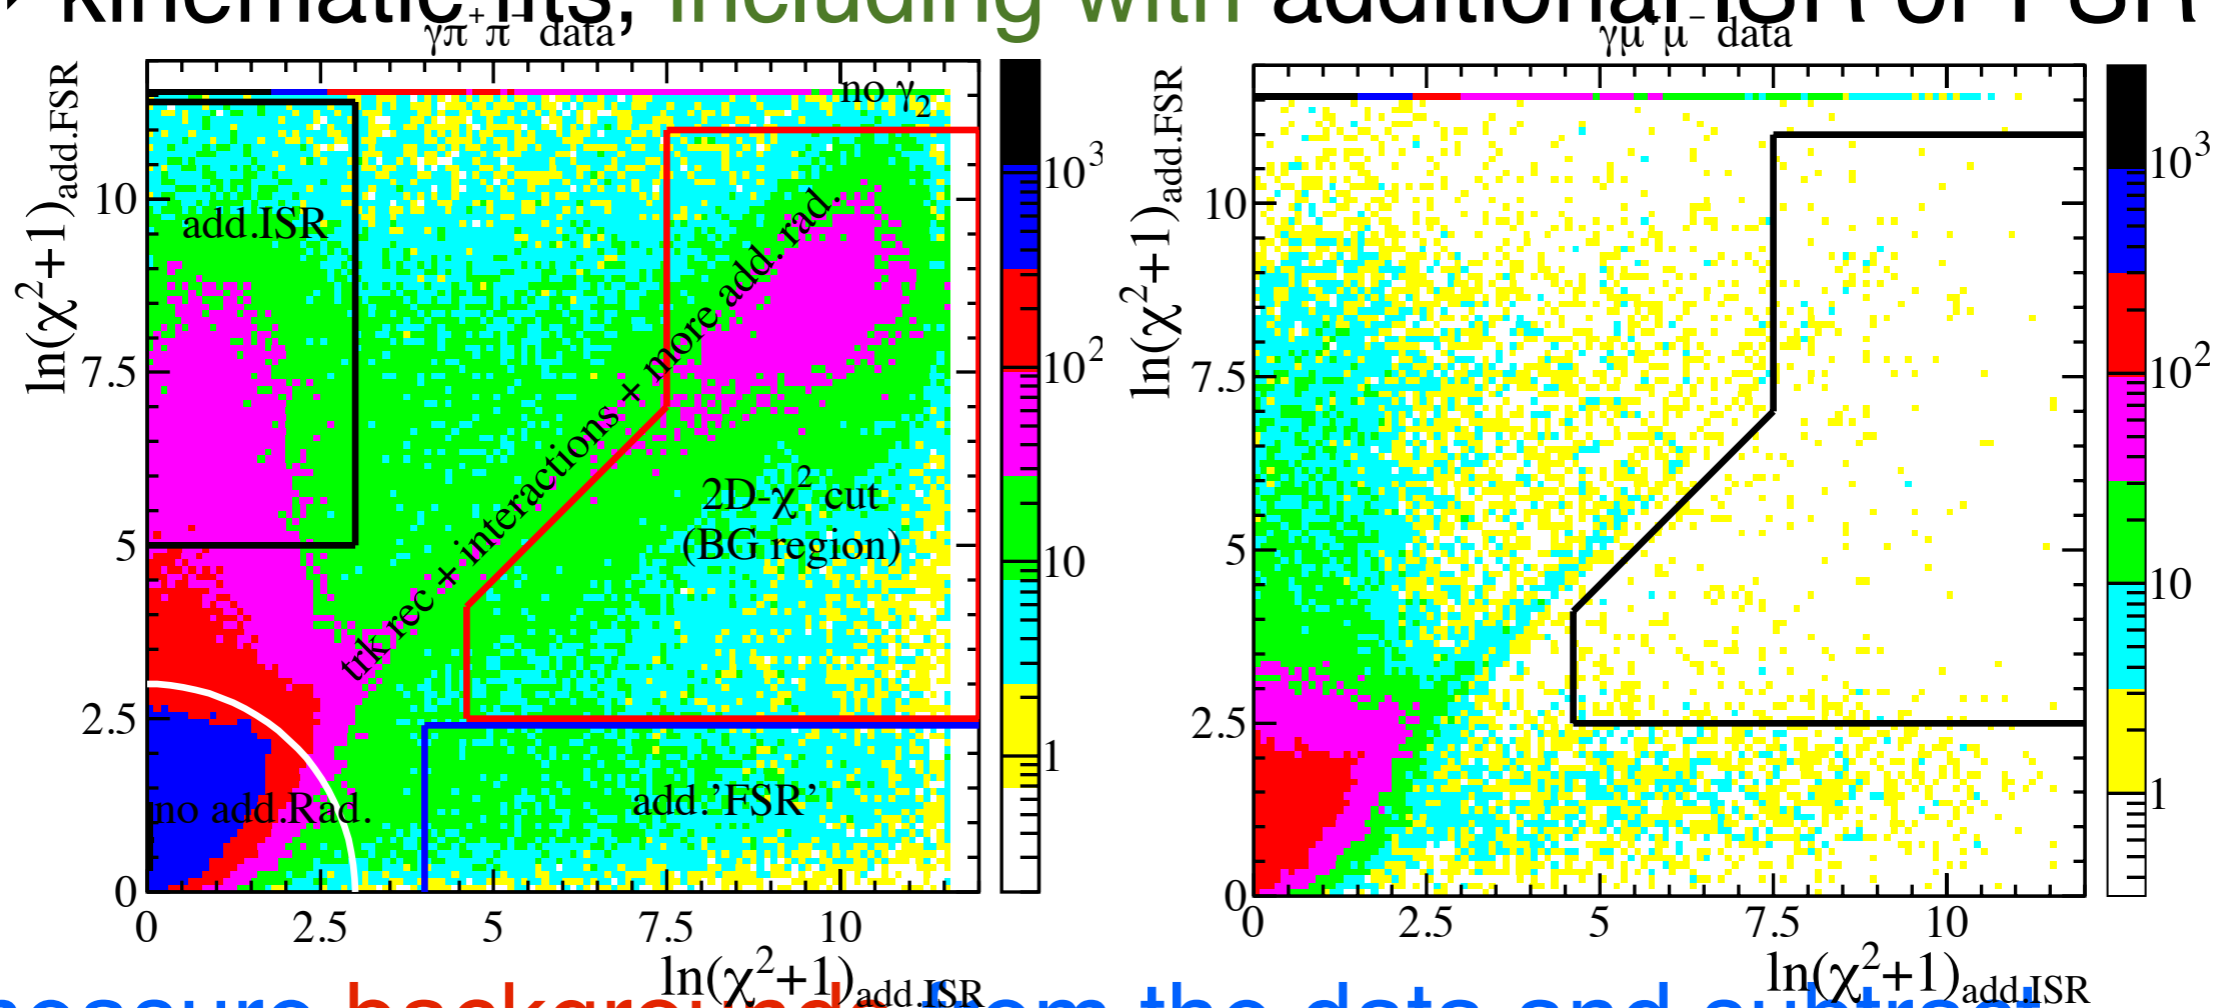 kinematic fits, including with additional ISR or FSR
γπ⁺π⁻ data
ln(χ²+1)add.FSR
10
7.5
5
2.5
0
no γ₂
add.ISR
trk rec + interactions + more add. rad.
2D-χ² cut
(BG region)
no add.Rad.
add.'FSR'
0 2.5 5 7.5 10
ln(χ²+1)add.ISR
10³
10²
10
1
γμ⁺μ⁻ data
ln(χ²+1)add.FSR
10
7.5
5
2.5
0
0 2.5 5 7.5 10
ln(χ²+1)add.ISR
10³
10²
10
1
from the data and subtract